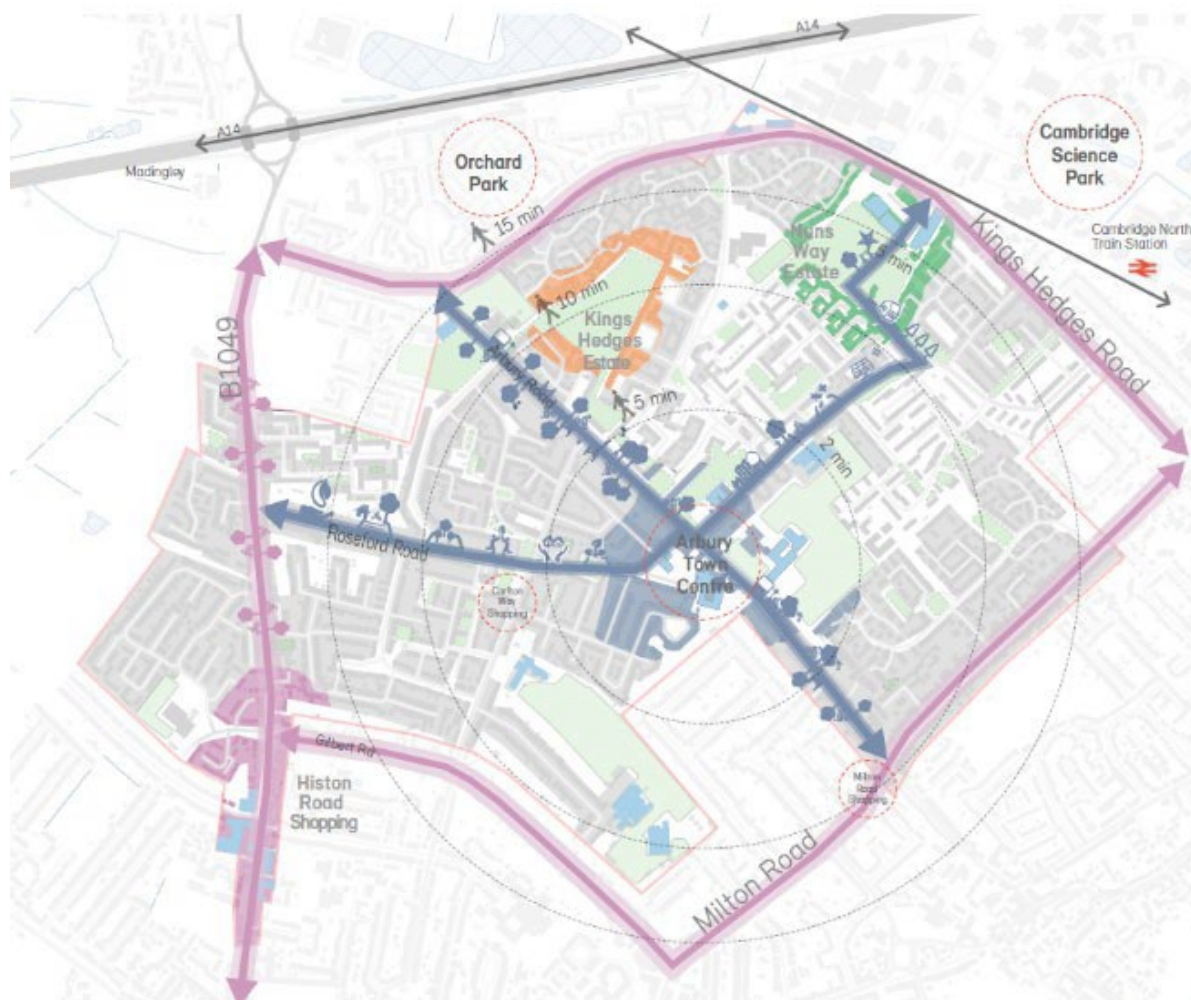 A14
A14
Madingley
Orchard
Park
Cambridge
Science
Park
15 min
Nuns
Way
Estate
5 min
Cambridge North
Train Station
Kings Hedges Road
10 min
Kings
Hedges
Estate
B1049
Arbury Road
5 min
2 min
Roseford Road
Arbury
Town
Centre
Carlton
Way
Shopping
Gilbert Rd
Histon
Road
Shopping
Milton
Road
Shopping
Milton Road